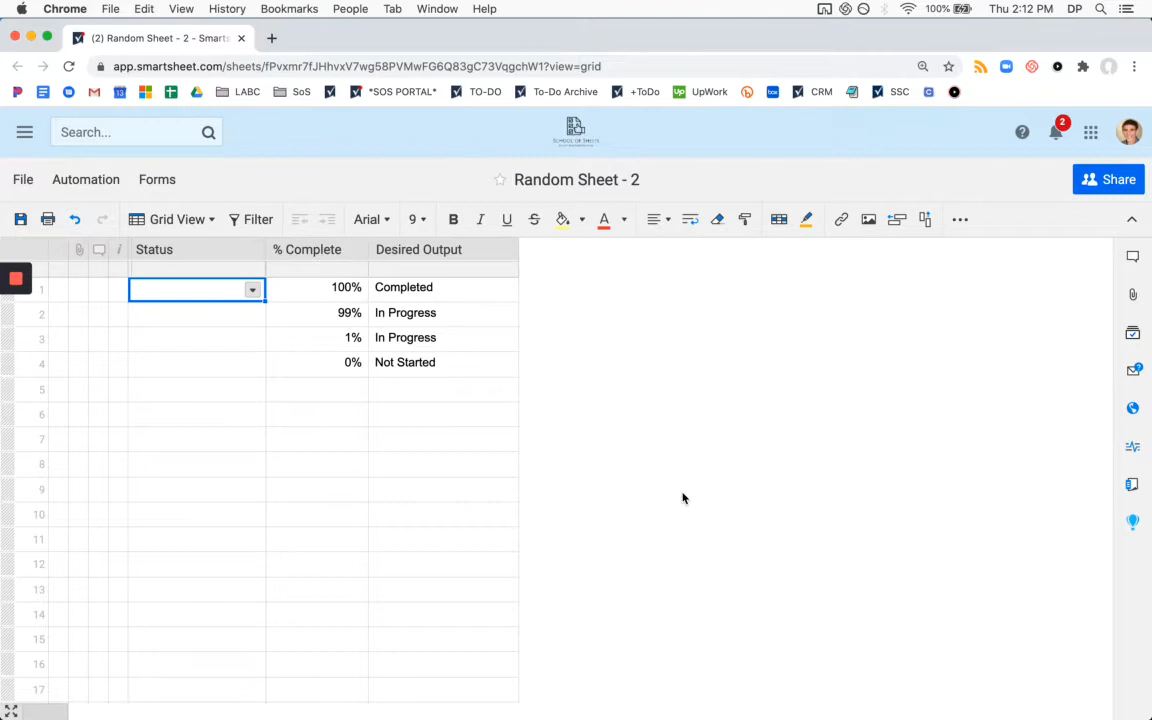 Chrome File Edit View History Bookmarks People Tab Window Help 100% Thu 2:12 PM DP
(2) Random Sheet - 2 - Smarts
app.smartsheet.com/sheets/fPvxmr7fJHhvxV7wg58PVMwFG6Q83gC73VqgchW1?view=grid
LABC SoS *SOS PORTAL* TO-DO To-Do Archive +ToDo UpWork CRM SSC
Search... SCHOOL OF SHEETS 2
File Automation Forms Random Sheet - 2 Share
Grid View Filter Arial 9 B I U S A
Status % Complete Desired Output
1 100% Completed
2 99% In Progress
3 1% In Progress
4 0% Not Started
5
6
7
8
9
10
11
12
13
14
15
16
17